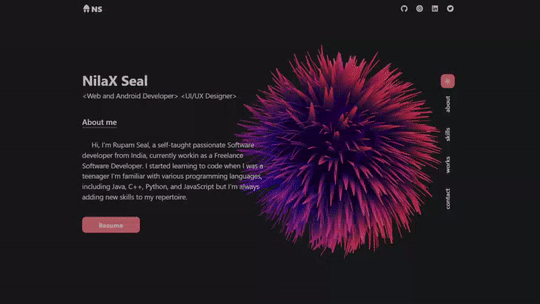 NS
NilaX Seal
<Web and Android Developer> <UI/UX Designer>
About me
Hi, I'm Rupam Seal, a self-taught passionate Software
developer from India, currently workin as a Freelance
Software Developer. I started learning to code when I was a
teenager I'm familiar with various programming languages,
including Java, C++, Python, and JavaScript but I'm always
adding new skills to my repertoire.
Resume
about
skills
works
contact